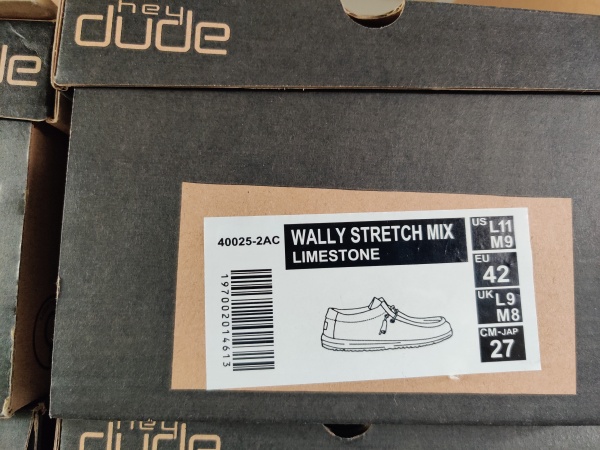 hey
dude
de
40025-2AC
WALLY STRETCH MIX
LIMESTONE
US L11
M9
EU
42
UK L9
M8
CM-JAP
27
197002014613
hey
dude